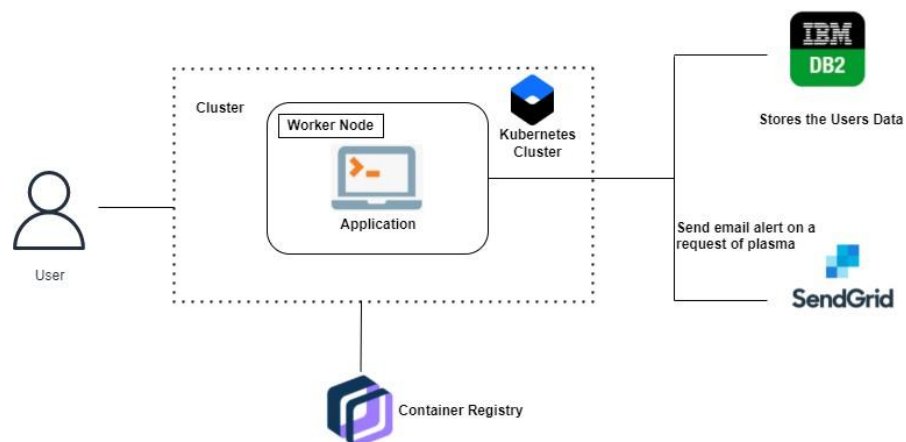 IBM
DB2
Stores the Users Data
Cluster
Worker Node
Kubernetes
Cluster
Application
User
Send email alert on a
request of plasma
SendGrid
Container Registry